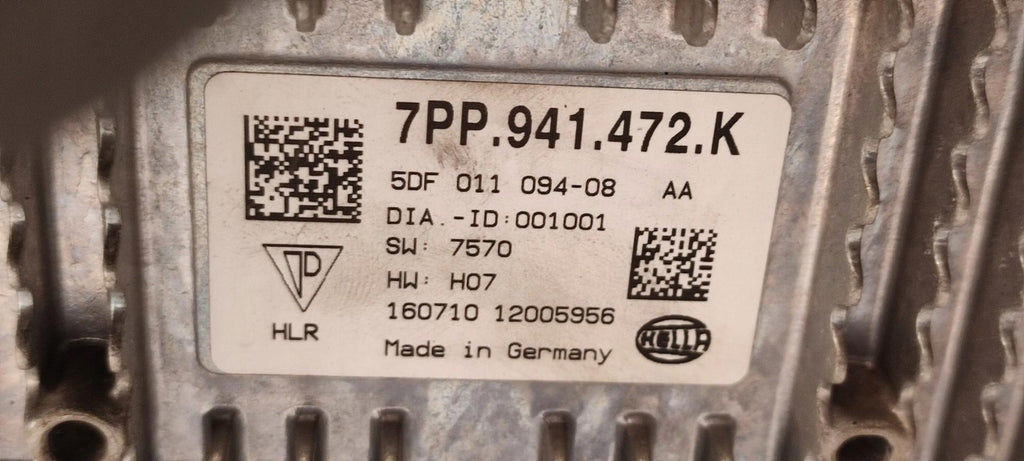 7PP.941.472.K
5DF 011 094-08 AA
DIA.-ID:001001
SW: 7570
HW: H07
160710 12005956
Made in Germany
HLR
HELLA